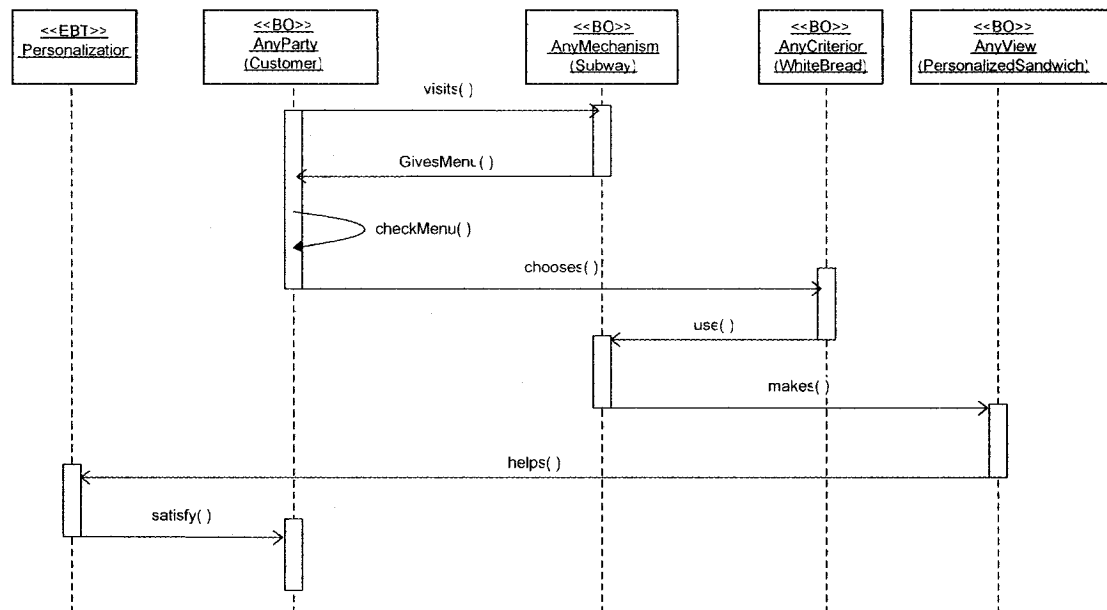 <<EBT>>
Personalization
<<BO>>
AnyParty
(Customer)
<<BO>>
AnyMechanism
(Subway)
<<BO>>
AnyCriterior
(WhiteBread)
<<BO>>
AnyView
(PersonalizedSandwich)
visits( )
GivesMenu( )
checkMenu( )
chooses( )
use( )
makes( )
helps( )
satisfy( )